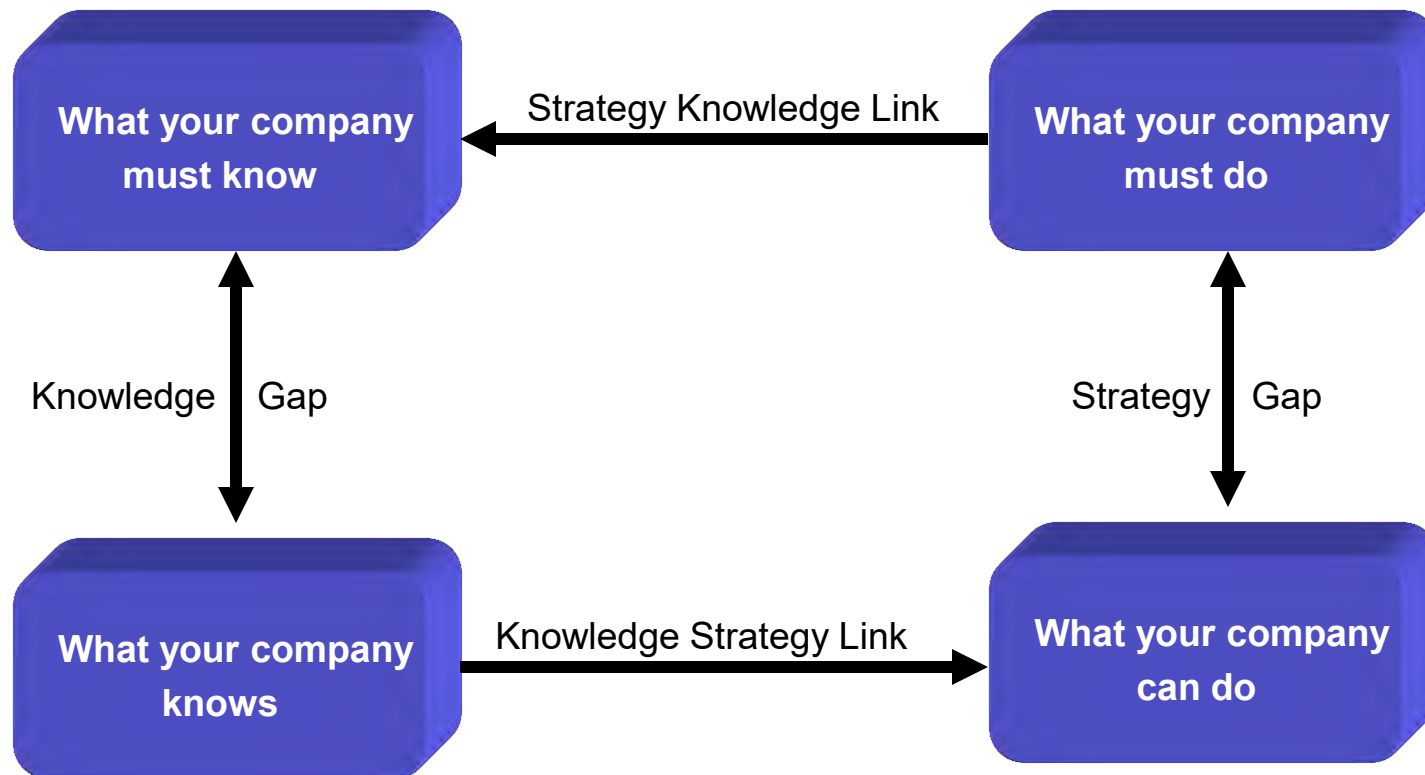 What your company
must know
Strategy Knowledge Link
What your company
must do
Knowledge Gap
Strategy Gap
What your company
knows
Knowledge Strategy Link
What your company
can do